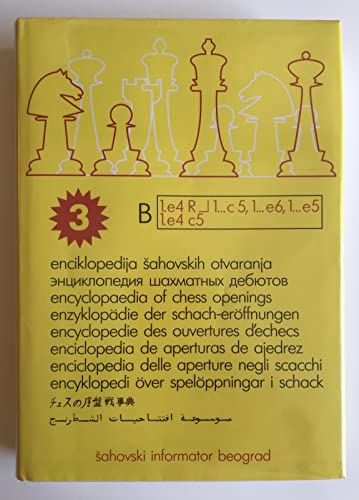 3
B
1.e4 R_| 1...c5, 1...e6, 1...e5
1.e4 c5
enciklopedija šahovskih otvaranja
энциклопедия шахматных дебютов
encyclopaedia of chess openings
enzyklopädie der schach-eröffnungen
encyclopedie des ouvertures d'echecs
enciclopedia de aperturas de ajedrez
enciclopedia delle aperture negli scacchi
encyklopedi över spelöppningar i schack
チェスの序盤戦事典
موسوعة افتتاحيات الشطرنج
šahovski informator beograd